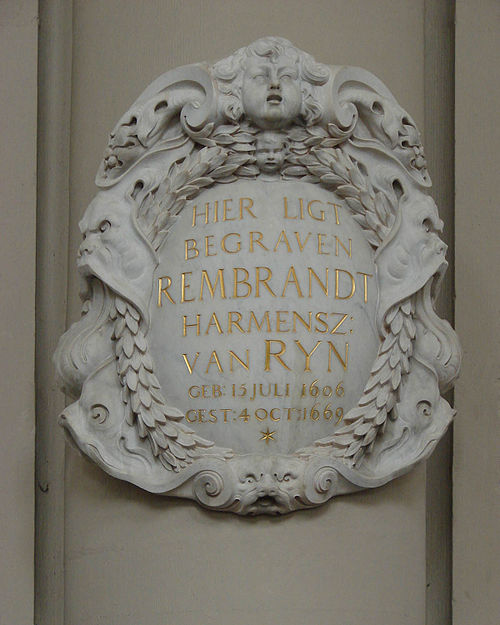 HIER LIGT
BEGRAVEN
REMBRANDT
HARMENSZ:
VAN RYN
GEB: 15 JULI 1606
GEST: 4 OCT: 1669